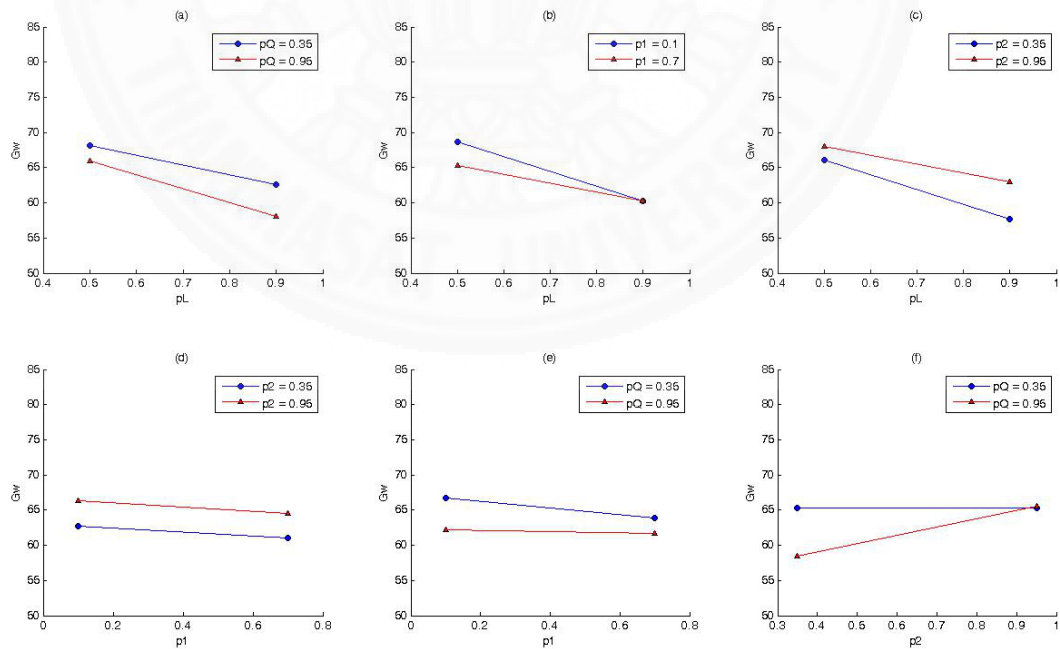 (a)
85
80
75
70
65
60
55
50
Gw
0.4
0.5
0.6
0.7
0.8
0.9
1
pL
pQ = 0.35
pQ = 0.95
(b)
85
80
75
70
65
60
55
50
Gw
0.4
0.5
0.6
0.7
0.8
0.9
1
pL
p1 = 0.1
p1 = 0.7
(c)
85
80
75
70
65
60
55
50
Gw
0.4
0.5
0.6
0.7
0.8
0.9
1
pL
p2 = 0.35
p2 = 0.95
(d)
85
80
75
70
65
60
55
50
Gw
0
0.2
0.4
0.6
0.8
p1
p2 = 0.35
p2 = 0.95
(e)
85
80
75
70
65
60
55
50
Gw
0
0.2
0.4
0.6
0.8
p1
pQ = 0.35
pQ = 0.95
(f)
85
80
75
70
65
60
55
50
Gw
0.3
0.4
0.5
0.6
0.7
0.8
0.9
1
p2
pQ = 0.35
pQ = 0.95